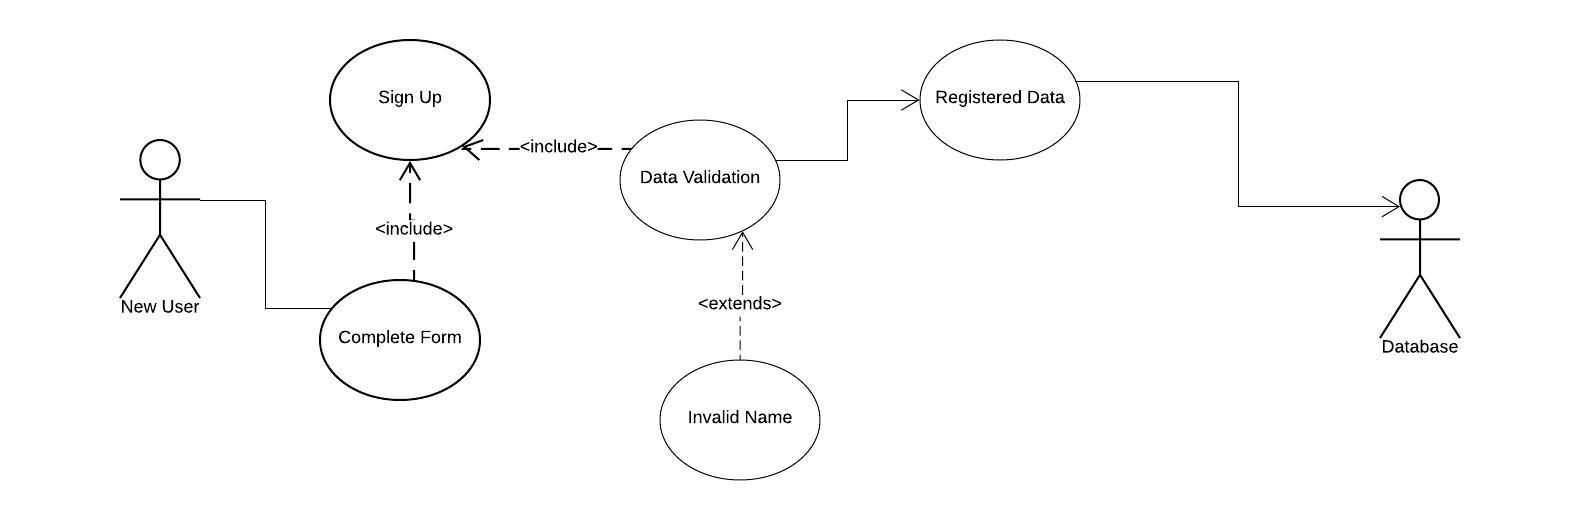 Sign Up
Registered Data
<include>
Data Validation
<include>
New User
<extends>
Complete Form
Database
Invalid Name